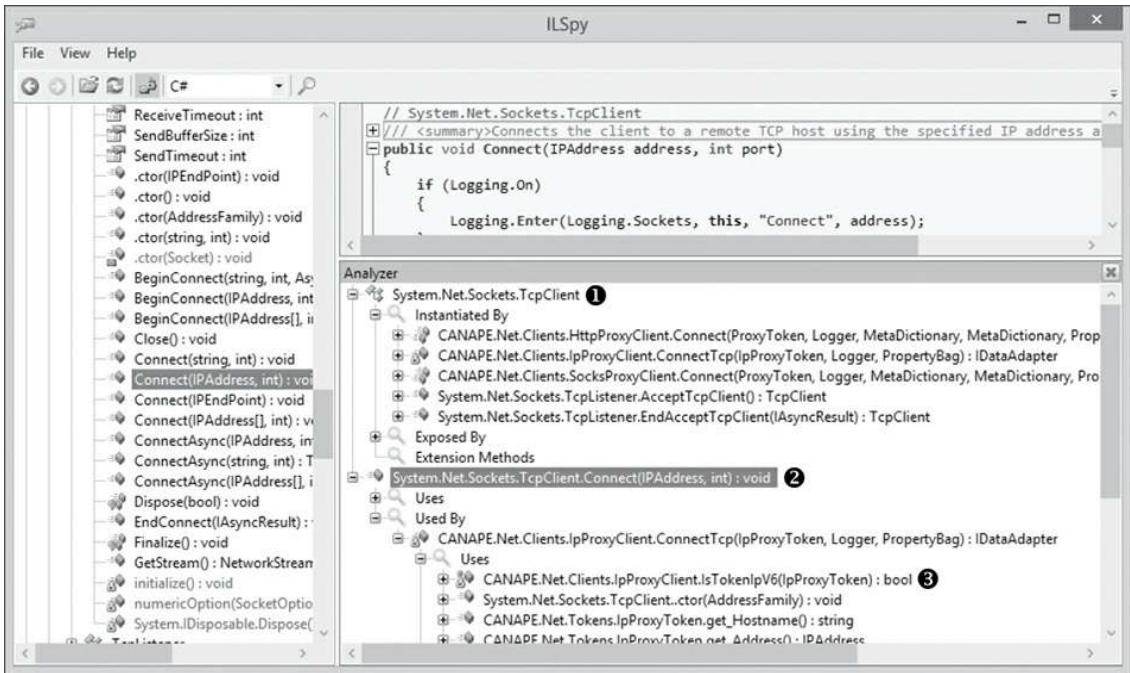 ILSpy
File View Help
C#
ReceiveTimeout : int
SendBufferSize : int
SendTimeout : int
.ctor(IPEndPoint) : void
.ctor() : void
.ctor(AddressFamily) : void
.ctor(string, int) : void
.ctor(Socket) : void
BeginConnect(string, int, Asy
BeginConnect(IPAddress, int
BeginConnect(IPAddress[], i
Close() : void
Connect(string, int) : void
Connect(IPAddress, int) : voi
Connect(IPEndPoint) : void
Connect(IPAddress[], int) : v
ConnectAsync(IPAddress, in
ConnectAsync(string, int) : T
ConnectAsync(IPAddress[], i
Dispose(bool) : void
EndConnect(IAsyncResult) :
Finalize() : void
GetStream() : NetworkStream
initialize() : void
numericOption(SocketOptio
System.IDisposable.Dispose(
TcpListener
// System.Net.Sockets.TcpClient
/// <summary>Connects the client to a remote TCP host using the specified IP address a
public void Connect(IPAddress address, int port)
{
if (Logging.On)
{
Logging.Enter(Logging.Sockets, this, "Connect", address);
Analyzer
System.Net.Sockets.TcpClient ❶
Instantiated By
CANAPE.Net.Clients.HttpProxyClient.Connect(ProxyToken, Logger, MetaDictionary, MetaDictionary, Prop
CANAPE.Net.Clients.IpProxyClient.ConnectTcp(IpProxyToken, Logger, PropertyBag) : IDataAdapter
CANAPE.Net.Clients.SocksProxyClient.Connect(ProxyToken, Logger, MetaDictionary, MetaDictionary, Pro
System.Net.Sockets.TcpListener.AcceptTcpClient() : TcpClient
System.Net.Sockets.TcpListener.EndAcceptTcpClient(IAsyncResult) : TcpClient
Exposed By
Extension Methods
System.Net.Sockets.TcpClient.Connect(IPAddress, int) : void ❷
Uses
Used By
CANAPE.Net.Clients.IpProxyClient.ConnectTcp(IpProxyToken, Logger, PropertyBag) : IDataAdapter
Uses
CANAPE.Net.Clients.IpProxyClient.IsTokenIpV6(IpProxyToken) : bool ❸
System.Net.Sockets.TcpClient..ctor(AddressFamily) : void
CANAPE.Net.Tokens.IpProxyToken.get_Hostname() : string
CANAPE.Net.Tokens.IpProxyToken.get_Address() : IPAddress